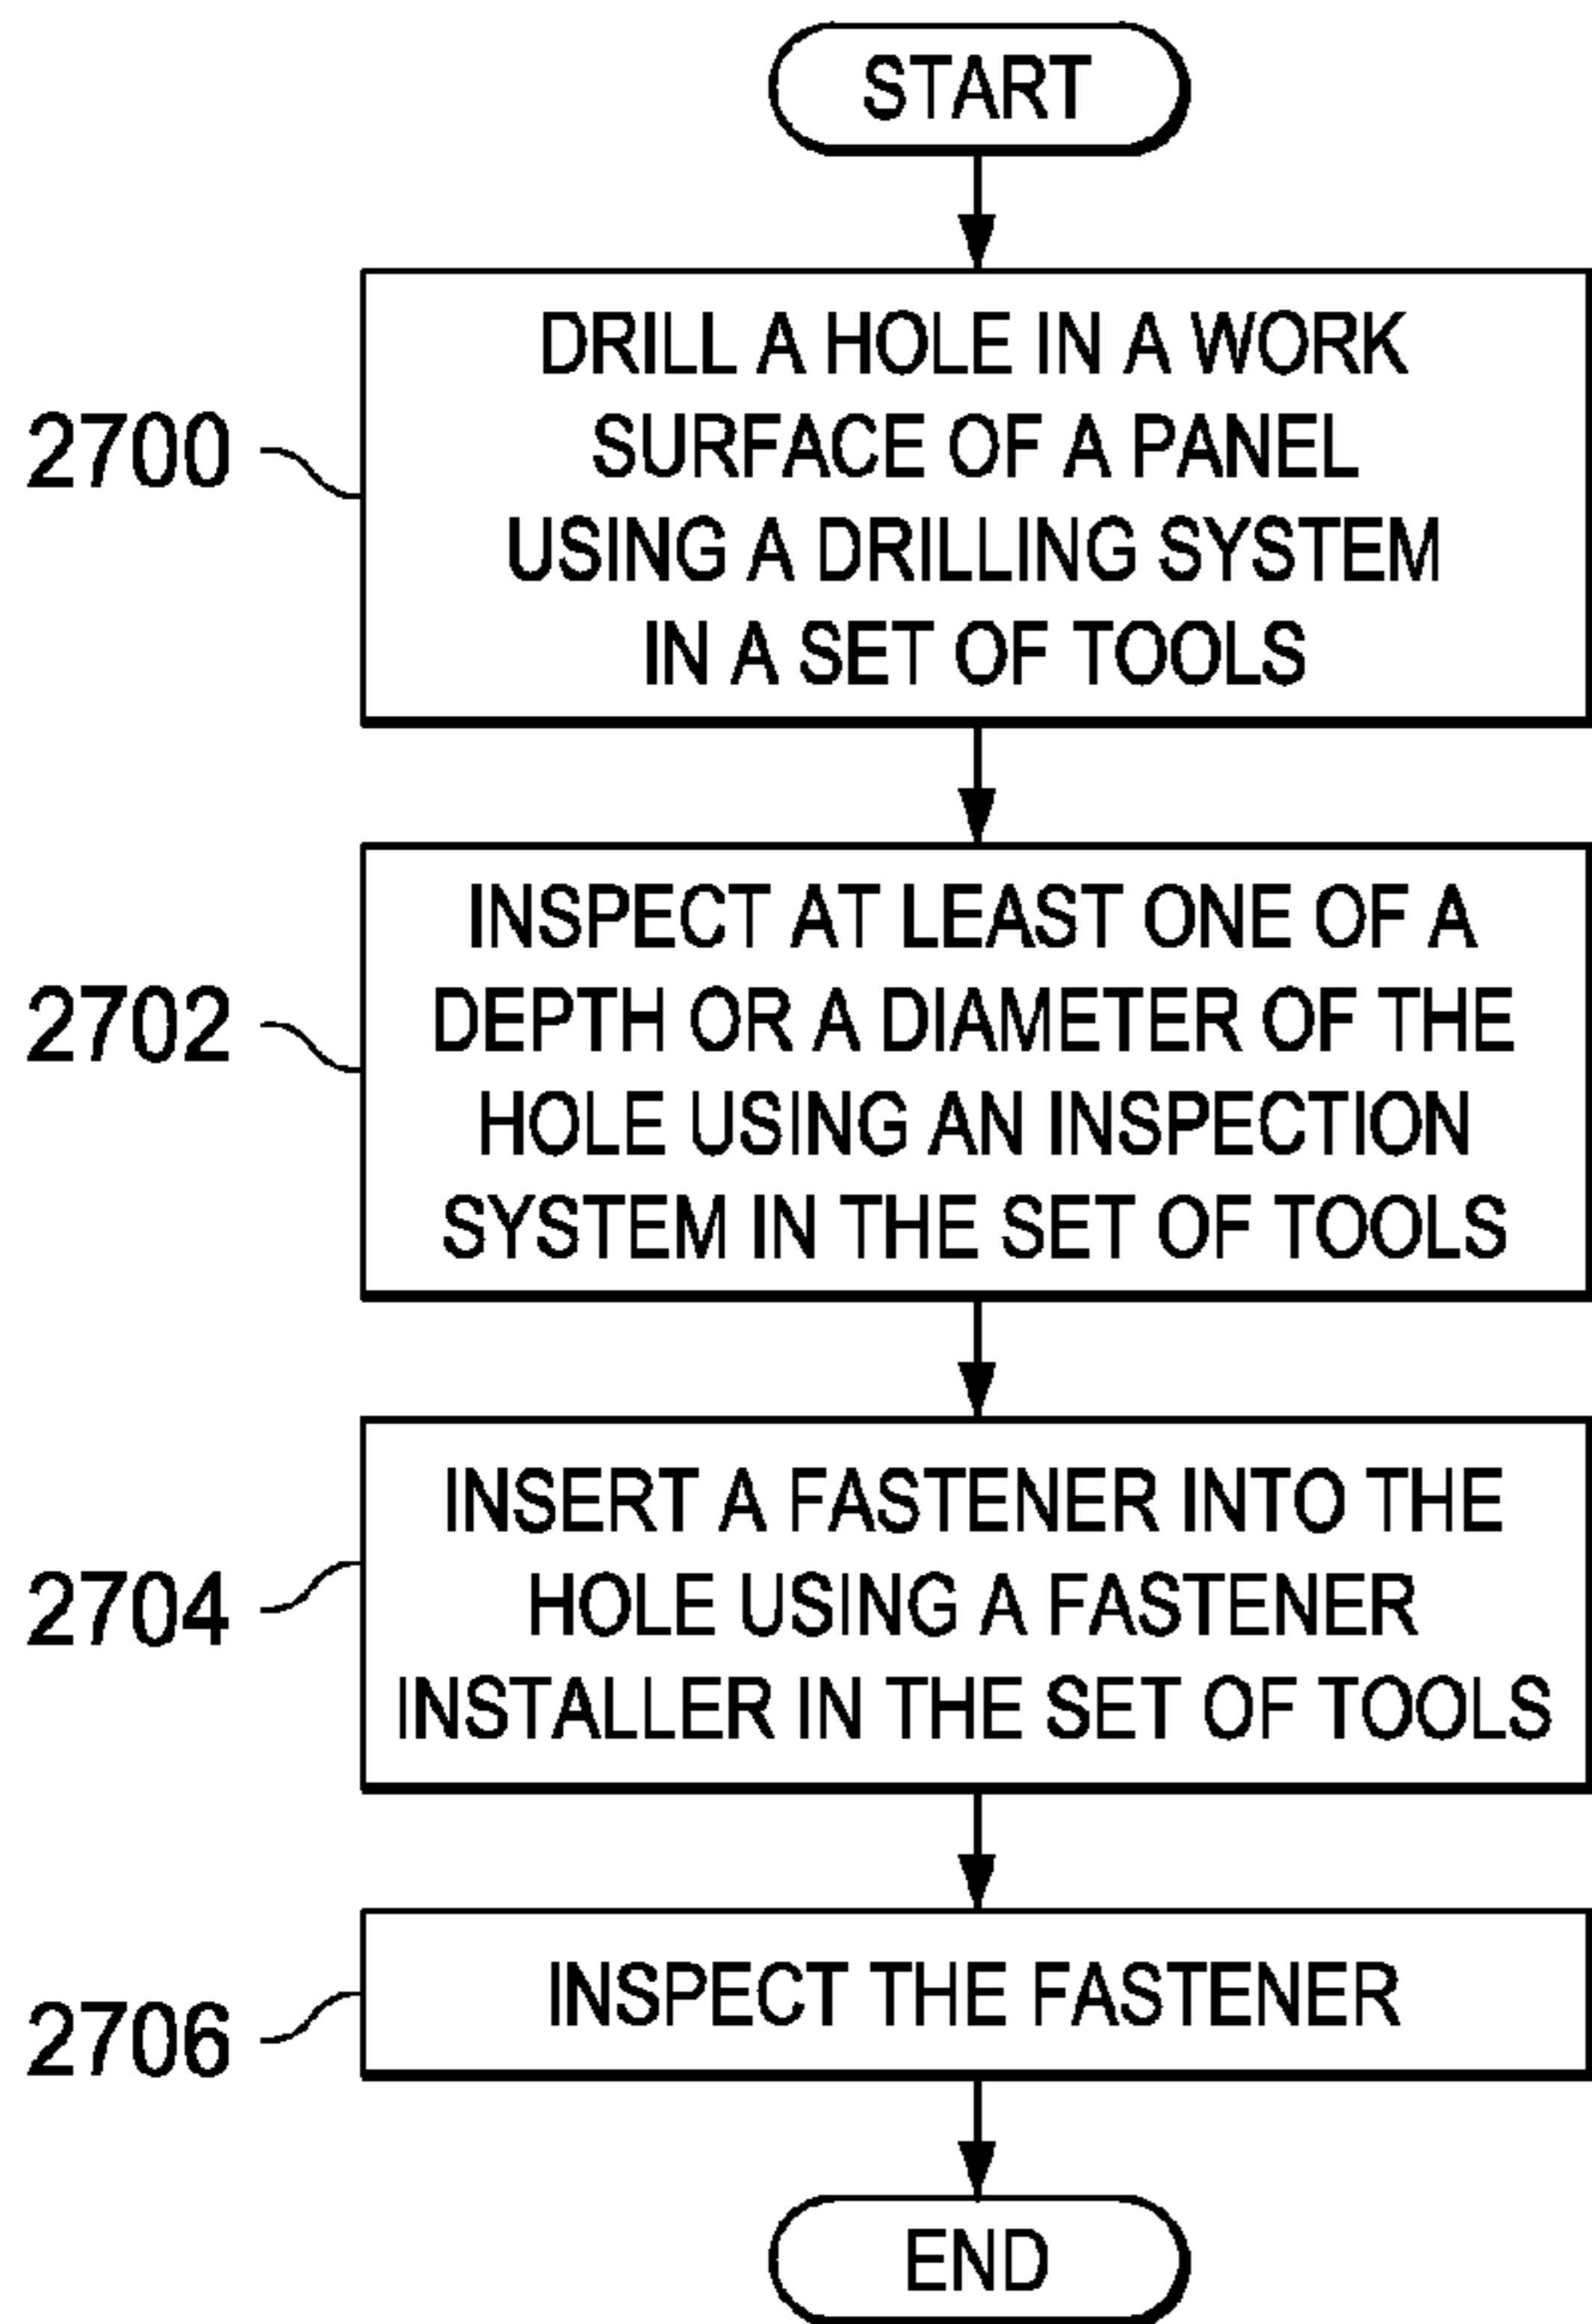 START
DRILL A HOLE IN A WORK
SURFACE OF A PANEL
USING A DRILLING SYSTEM
IN A SET OF TOOLS
2700
INSPECT AT LEAST ONE OF A
DEPTH OR A DIAMETER OF THE
HOLE USING AN INSPECTION
SYSTEM IN THE SET OF TOOLS
2702
INSERT A FASTENER INTO THE
HOLE USING A FASTENER
INSTALLER IN THE SET OF TOOLS
2704
INSPECT THE FASTENER
2706
END